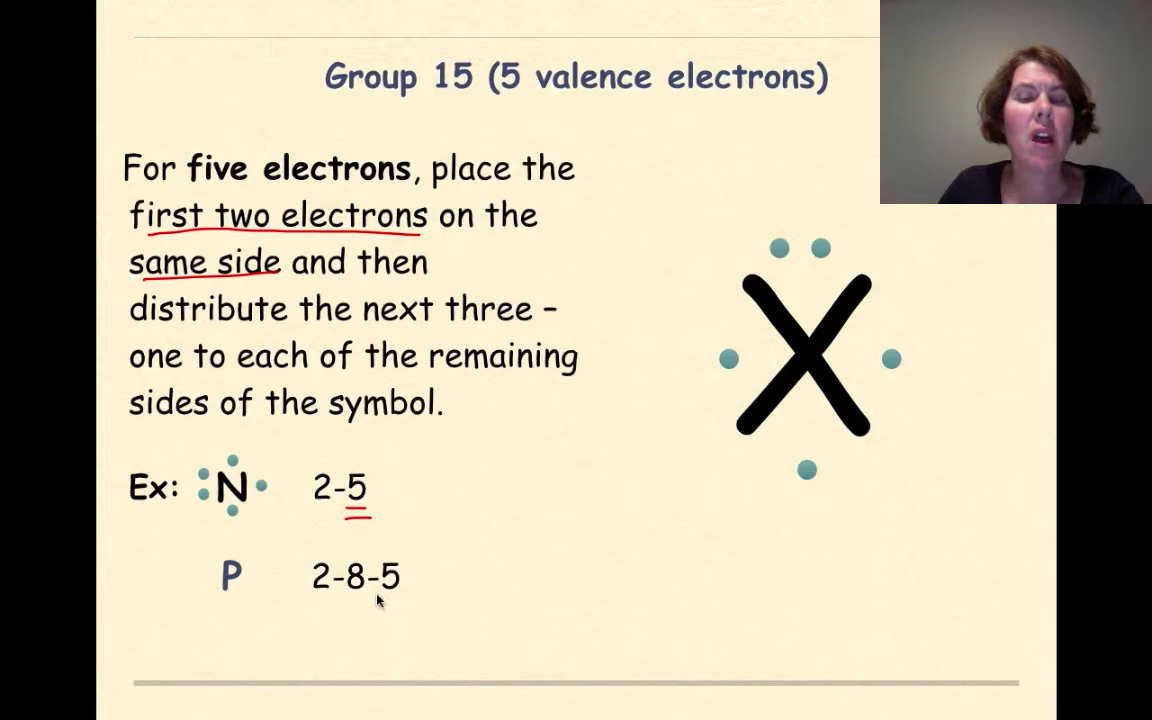 Group 15 (5 valence electrons)
For five electrons, place the
first two electrons on the
same side and then
distribute the next three –
one to each of the remaining
sides of the symbol.
X
Ex: N 2-5
P 2-8-5